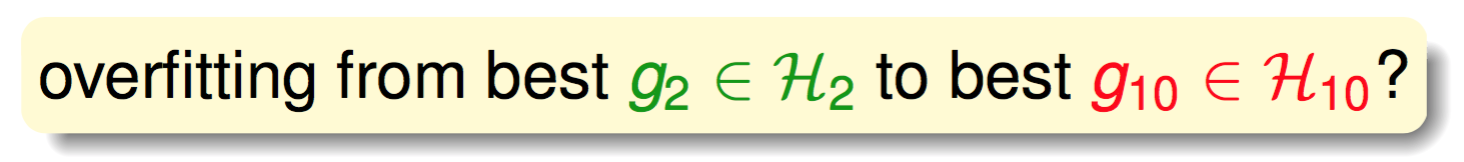 overfitting from best g₂ ∈ ℋ₂ to best g₁₀ ∈ ℋ₁₀?